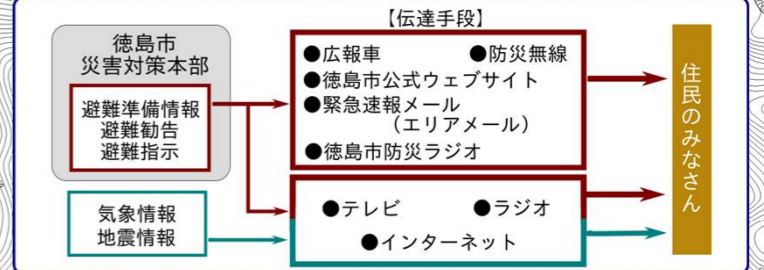 【伝達手段】
徳島市
災害対策本部
避難準備情報
避難勧告
避難指示
●広報車 ●防災無線
●徳島市公式ウェブサイト
●緊急速報メール
（エリアメール）
●徳島市防災ラジオ
気象情報
地震情報
●テレビ ●ラジオ
●インターネット
住民のみなさん